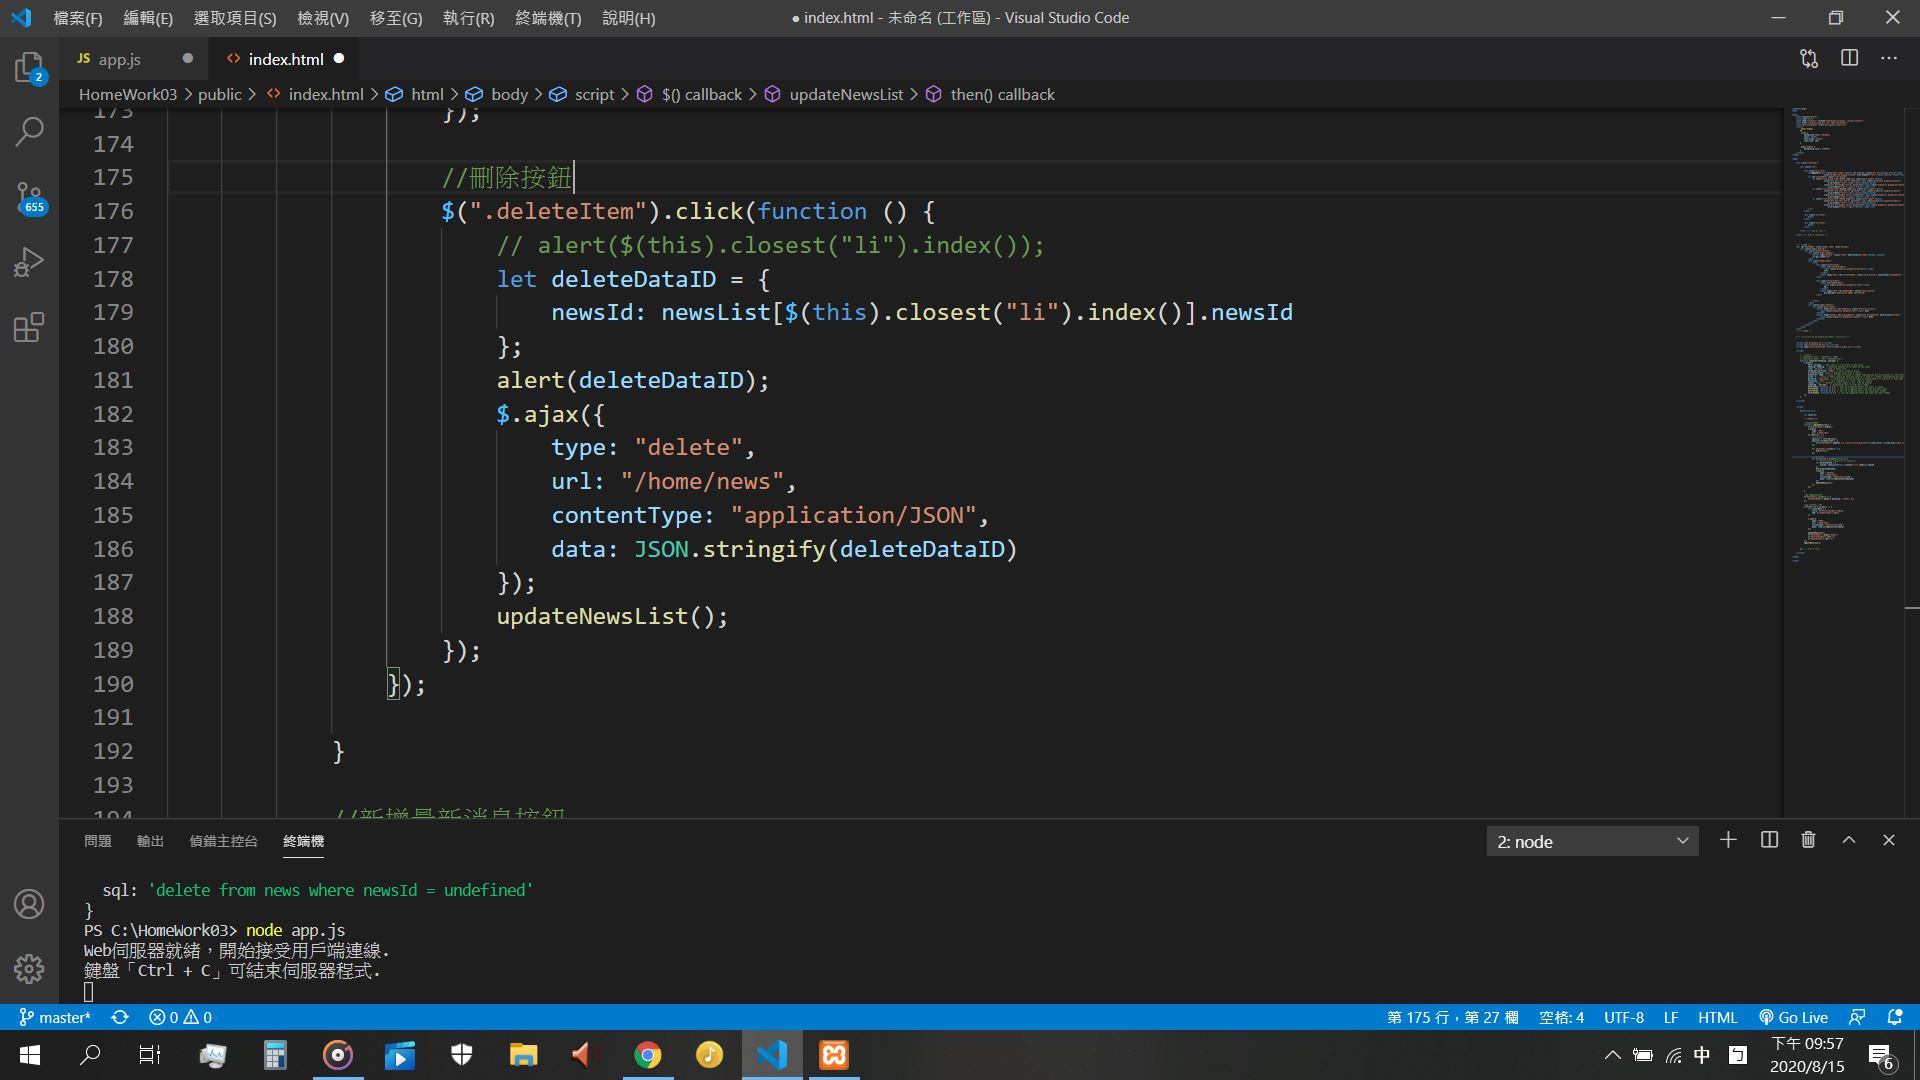 檔案(F) 編輯(E) 選取項目(S) 檢視(V) 移至(G) 執行(R) 終端機(T) 說明(H)
● index.html - 未命名 (工作區) - Visual Studio Code
JS app.js ● <> index.html ●
HomeWork03 > public > <> index.html > html > body > script > $() callback > updateNewsList > then() callback
2
655
173 });
174
175 //刪除按鈕
176 $(".deleteItem").click(function () {
177 // alert($(this).closest("li").index());
178 let deleteDataID = {
179 newsId: newsList[$(this).closest("li").index()].newsId
180 };
181 alert(deleteDataID);
182 $.ajax({
183 type: "delete",
184 url: "/home/news",
185 contentType: "application/JSON",
186 data: JSON.stringify(deleteDataID)
187 });
188 updateNewsList();
189 });
190 });
191
192 }
193
194 //新增最新消息按鈕
問題 輸出 偵錯主控台 終端機
2: node
sql: 'delete from news where newsId = undefined'
}
PS C:\HomeWork03> node app.js
Web伺服器就緒，開始接受用戶端連線.
鍵盤「Ctrl + C」可結束伺服器程式.
master* 0 0
第 175 行，第 27 欄 空格: 4 UTF-8 LF HTML Go Live
中
下午 09:57
2020/8/15
6